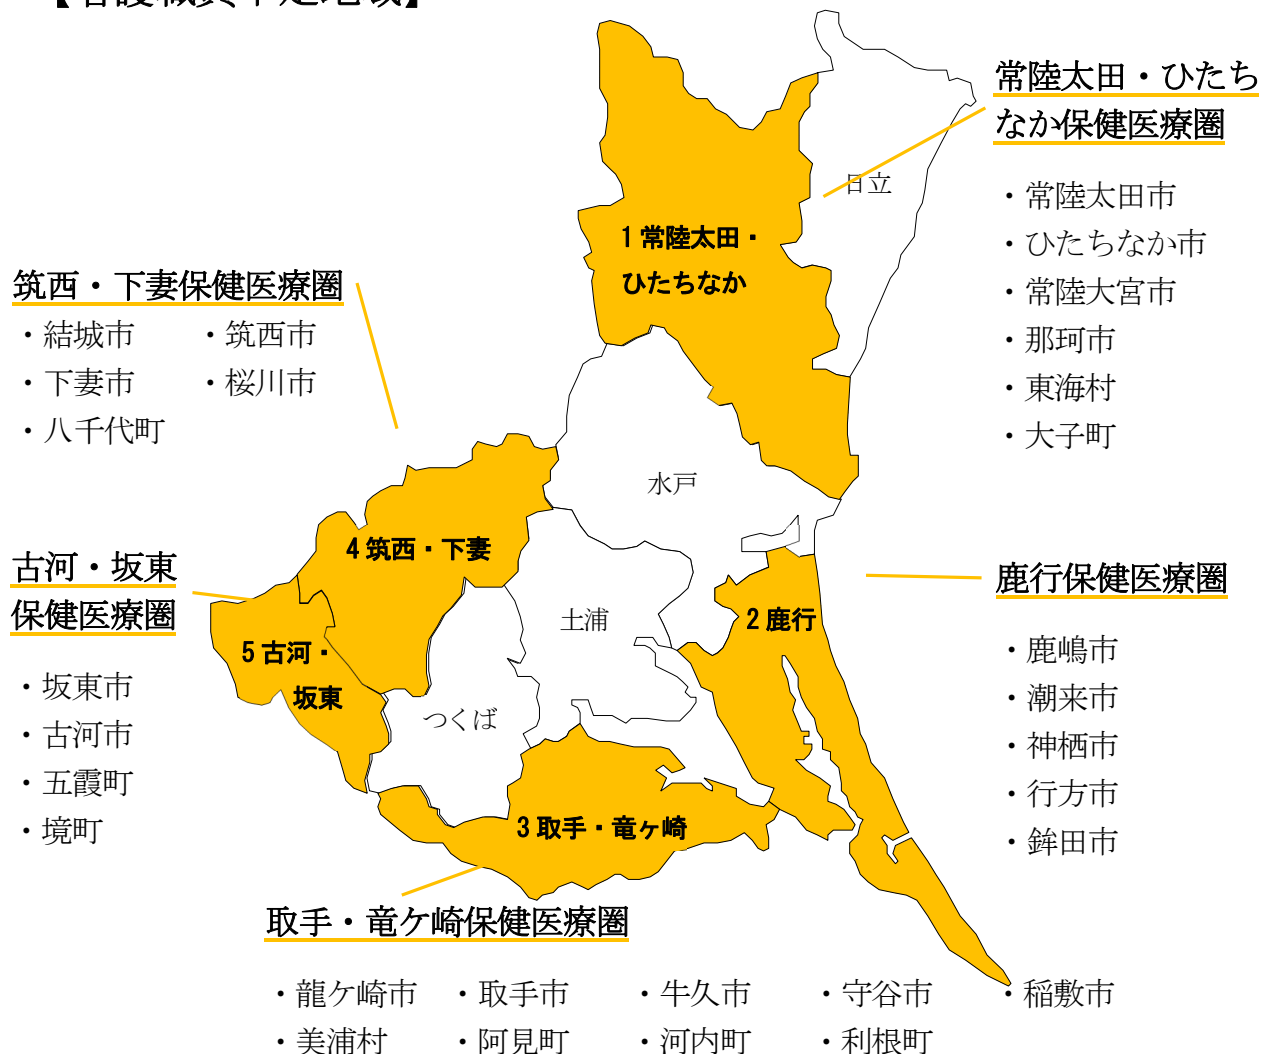 【看護職員不足地域】
常陸太田・ひたち
なか保健医療圏
・常陸太田市
・ひたちなか市
・常陸大宮市
・那珂市
・東海村
・大子町
日立
1 常陸太田・
ひたちなか
筑西・下妻保健医療圏
・結城市 ・筑西市
・下妻市 ・桜川市
・八千代町
水戸
4 筑西・下妻
古河・坂東
保健医療圏
・坂東市
・古河市
・五霞町
・境町
5 古河・
坂東
土浦
つくば
2 鹿行
鹿行保健医療圏
・鹿嶋市
・潮来市
・神栖市
・行方市
・鉾田市
3 取手・竜ヶ崎
取手・竜ケ崎保健医療圏
・龍ケ崎市 ・取手市 ・牛久市 ・守谷市 ・稲敷市
・美浦村 ・阿見町 ・河内町 ・利根町